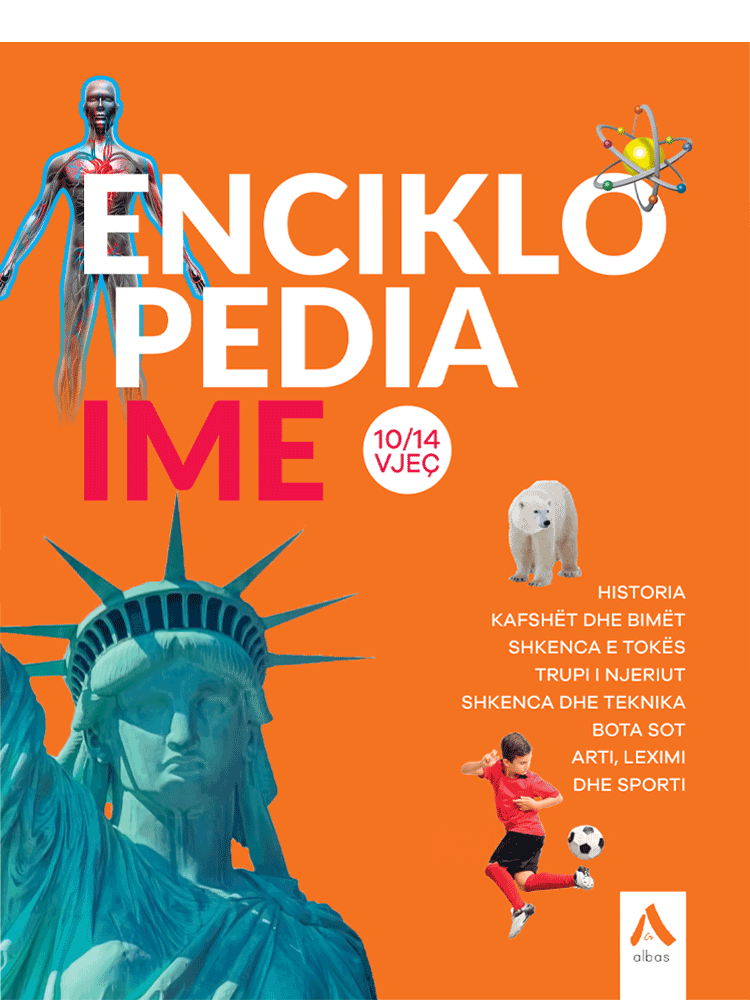 ENCIKLO
PEDIA
IME
10/14
VJEÇ
HISTORIA
KAFSHËT DHE BIMËT
SHKENCA E TOKËS
TRUPI I NJERIUT
SHKENCA DHE TEKNIKA
BOTA SOT
ARTI, LEXIMI
DHE SPORTI
albas